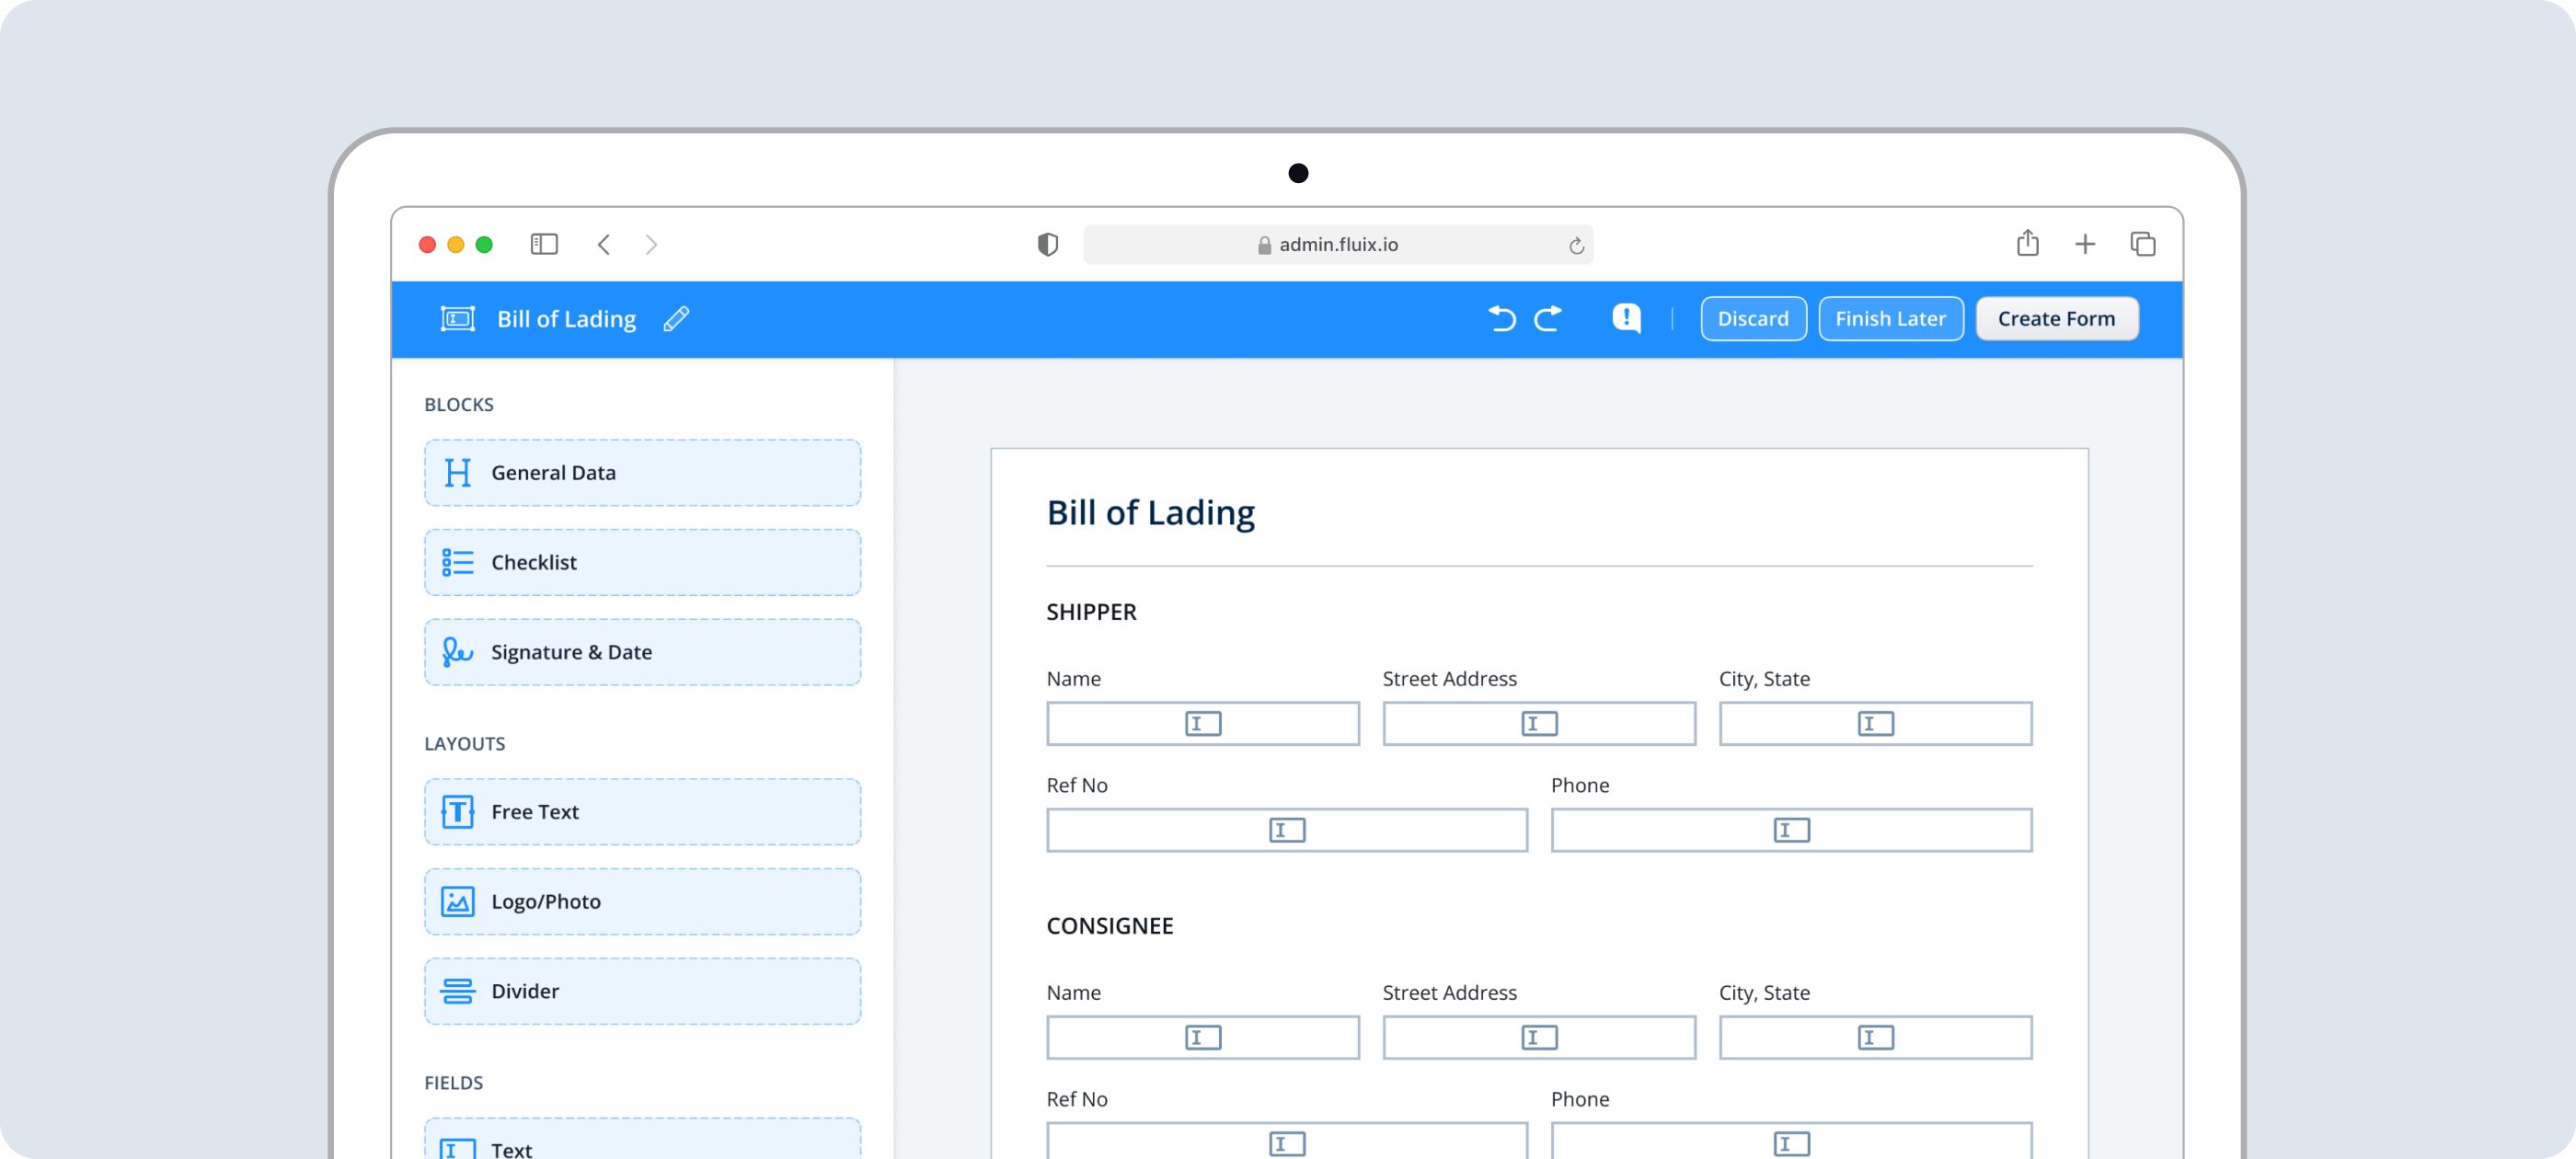 admin.fluix.io
Bill of Lading
Discard
Finish Later
Create Form
BLOCKS
General Data
Checklist
Signature & Date
LAYOUTS
Free Text
Logo/Photo
Divider
FIELDS
Text
Bill of Lading
SHIPPER
Name Street Address City, State
Ref No Phone
CONSIGNEE
Name Street Address City, State
Ref No Phone